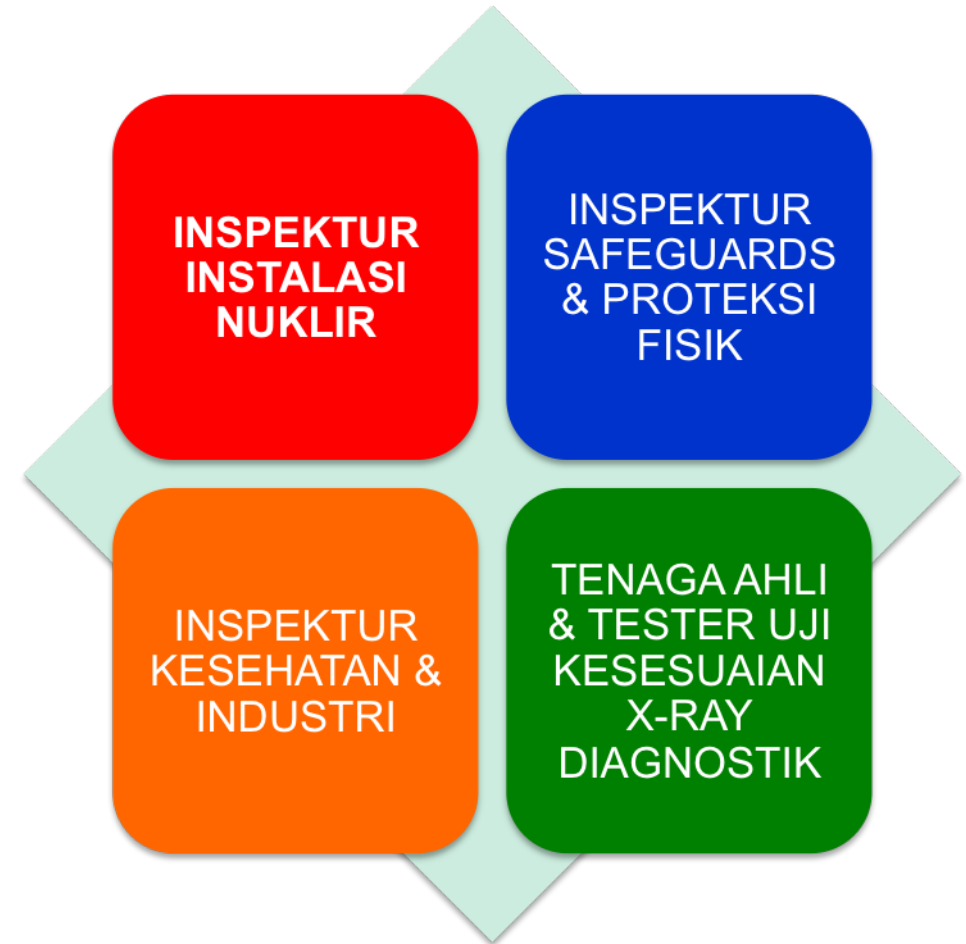 INSPEKTUR
INSTALASI
NUKLIR
INSPEKTUR
SAFEGUARDS
& PROTEKSI
FISIK
INSPEKTUR
KESEHATAN &
INDUSTRI
TENAGA AHLI
& TESTER UJI
KESESUAIAN
X-RAY
DIAGNOSTIK